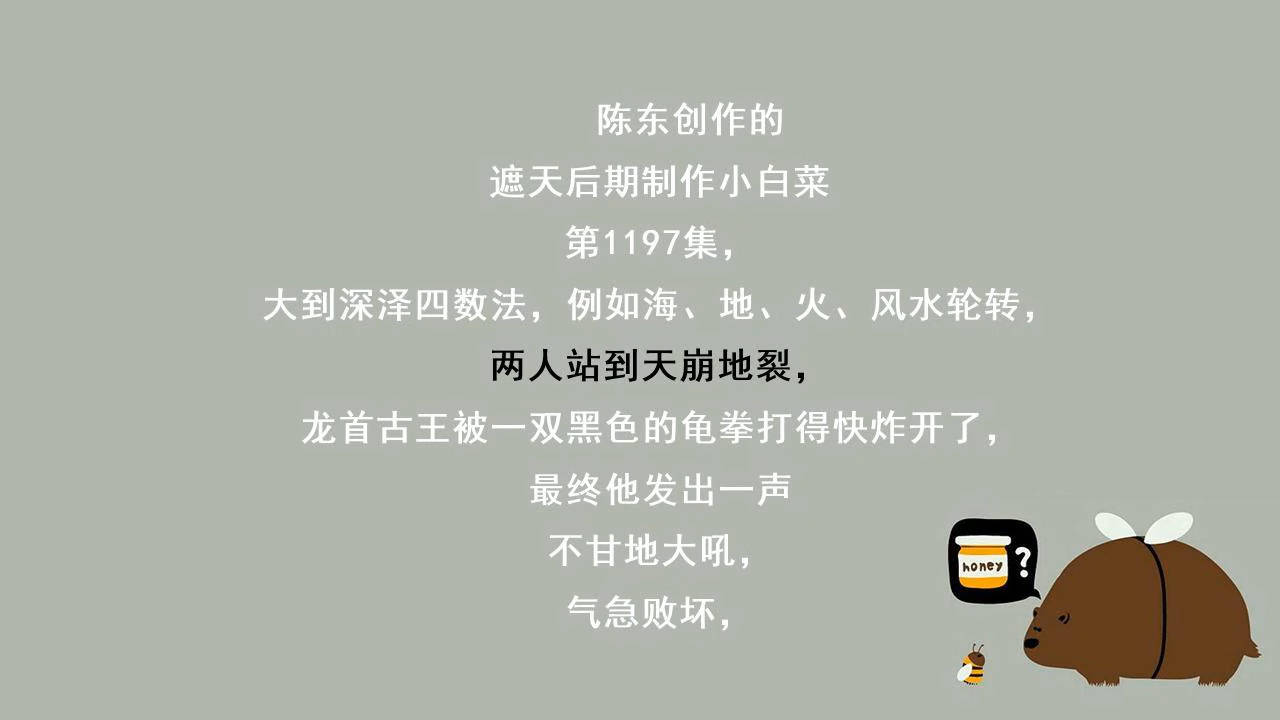 陈东创作的
遮天后期制作小白菜
第1197集，
大到深泽四数法，例如海、地、火、风水轮转，
两人站到天崩地裂，
龙首古王被一双黑色的龟拳打得快炸开了，
最终他发出一声
不甘地大吼，
气急败坏，
honey
?